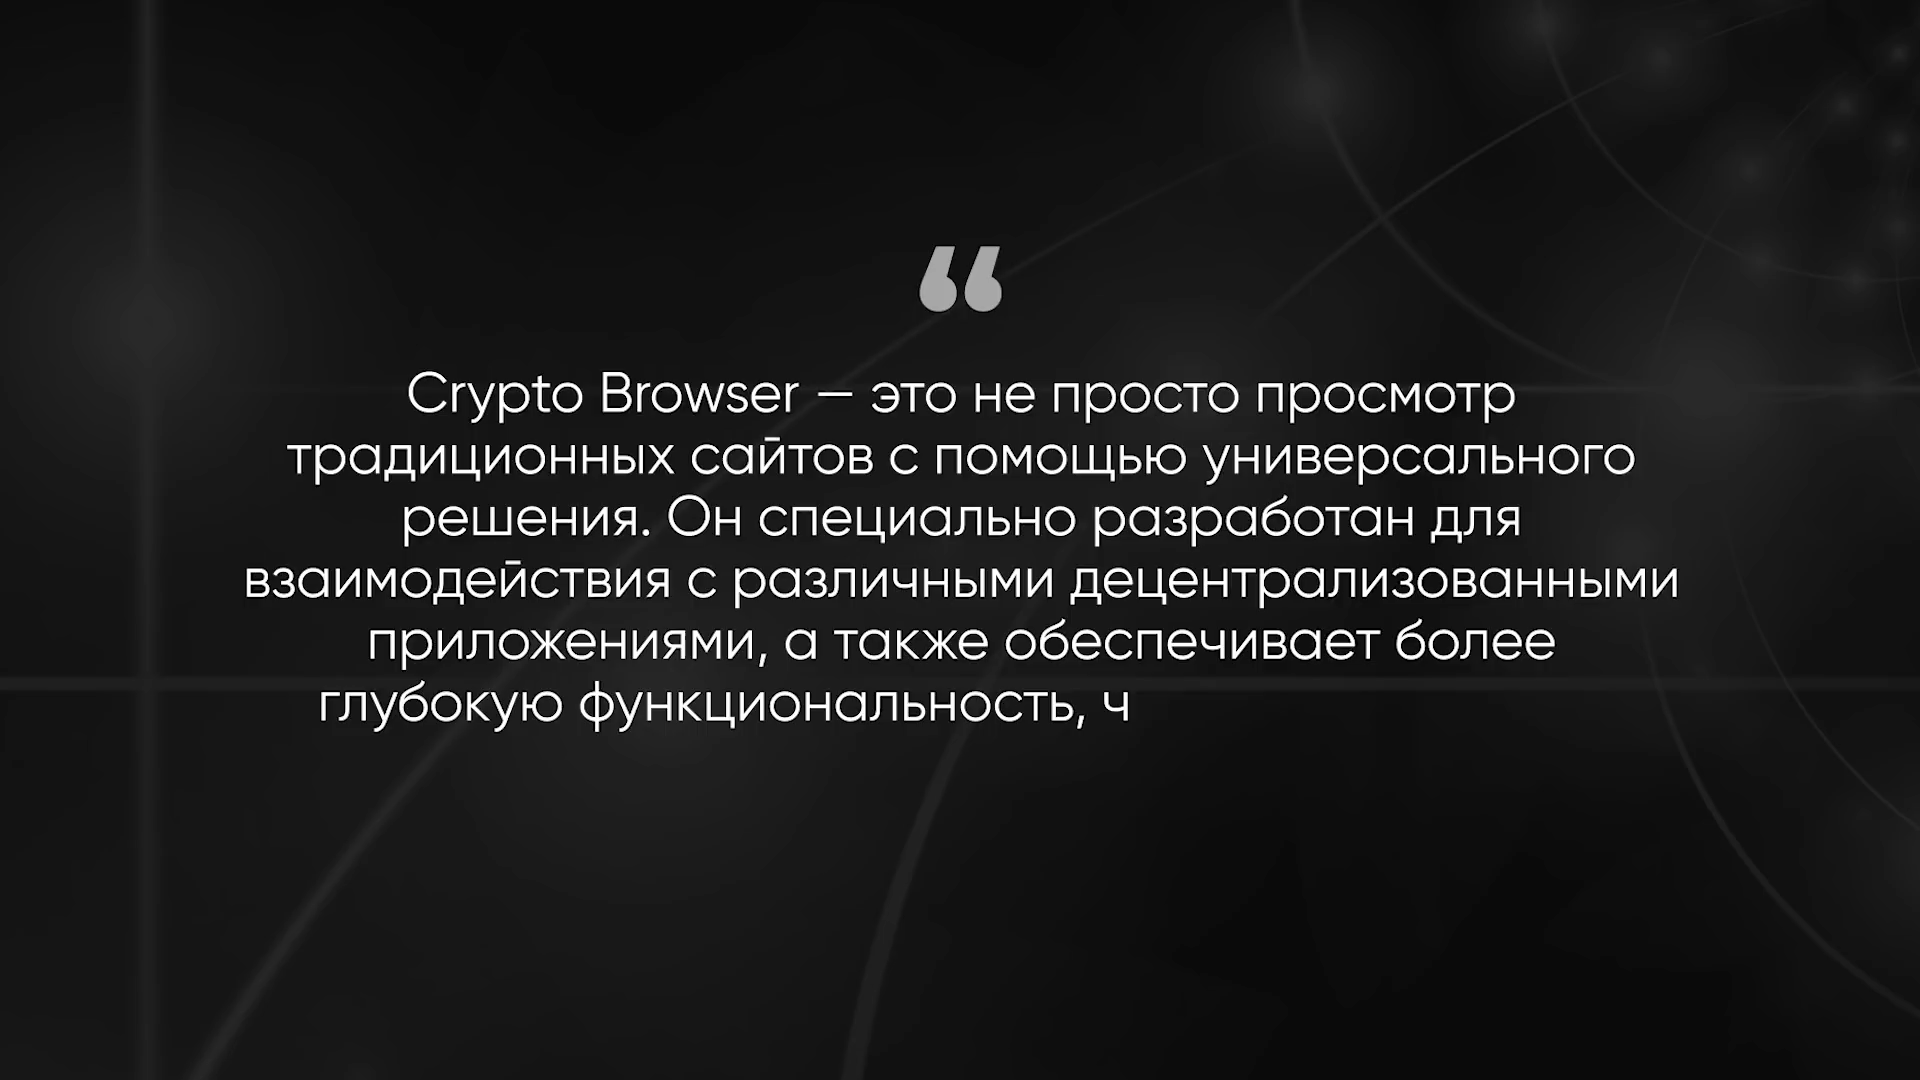 “
Crypto Browser — это не просто просмотр
традиционных сайтов с помощью универсального
решения. Он специально разработан для
взаимодействия с различными децентрализованными
приложениями, а также обеспечивает более
глубокую функциональность, ч